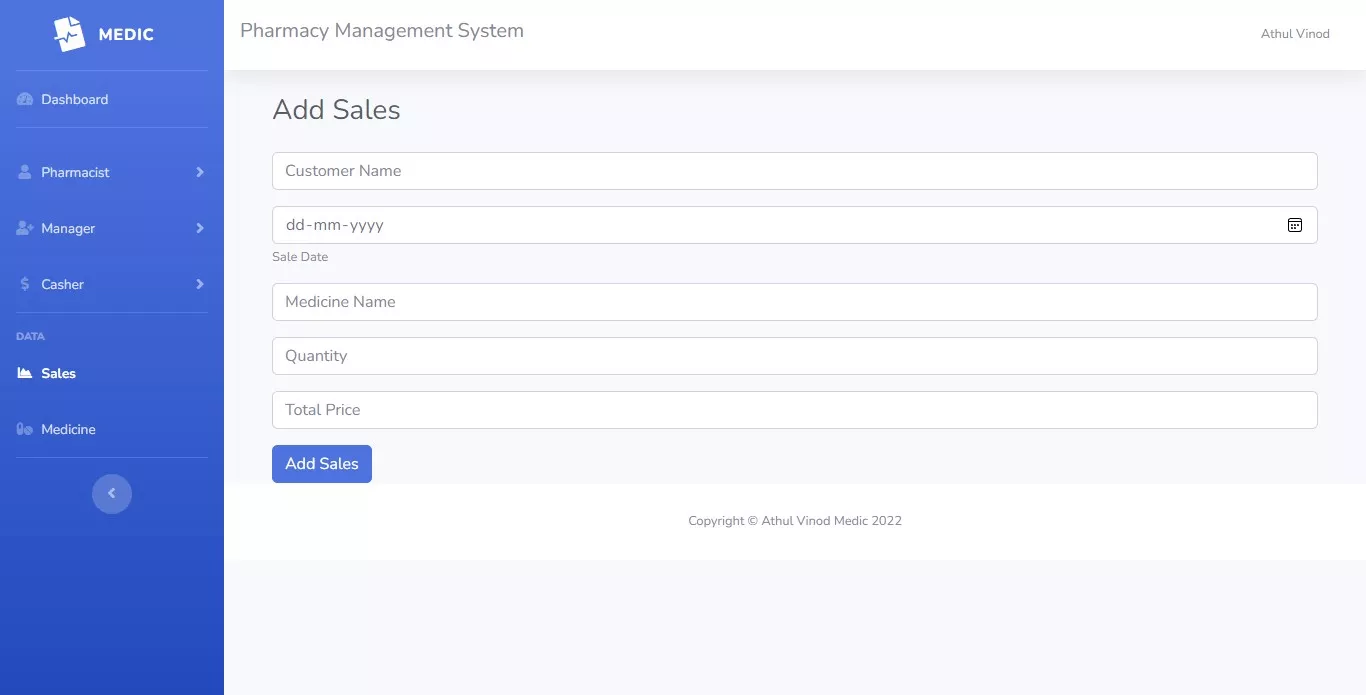 MEDIC
Pharmacy Management System
Athul Vinod
Dashboard
Pharmacist
Manager
Casher
DATA
Sales
Medicine
Add Sales
Customer Name
dd-mm-yyyy
Sale Date
Medicine Name
Quantity
Total Price
Add Sales
Copyright © Athul Vinod Medic 2022